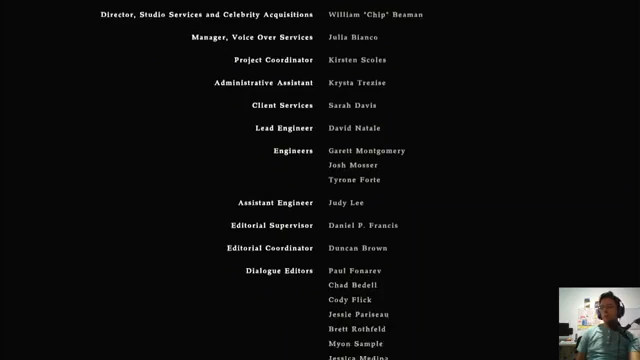 Director, Studio Services and Celebrity Acquisitions William "Chip" Beaman
Manager, Voice Over Services Julia Bianco
Project Coordinator Kirsten Scoles
Administrative Assistant Krysta Trezise
Client Services Sarah Davis
Lead Engineer David Natale
Engineers Garett Montgomery
Josh Mosser
Tyrone Forte
Assistant Engineer Judy Lee
Editorial Supervisor Daniel P. Francis
Editorial Coordinator Duncan Brown
Dialogue Editors Paul Fonarev
Chad Bedell
Cody Flick
Jessie Pariseau
Brett Rothfeld
Myon Sample
Jessica Medina